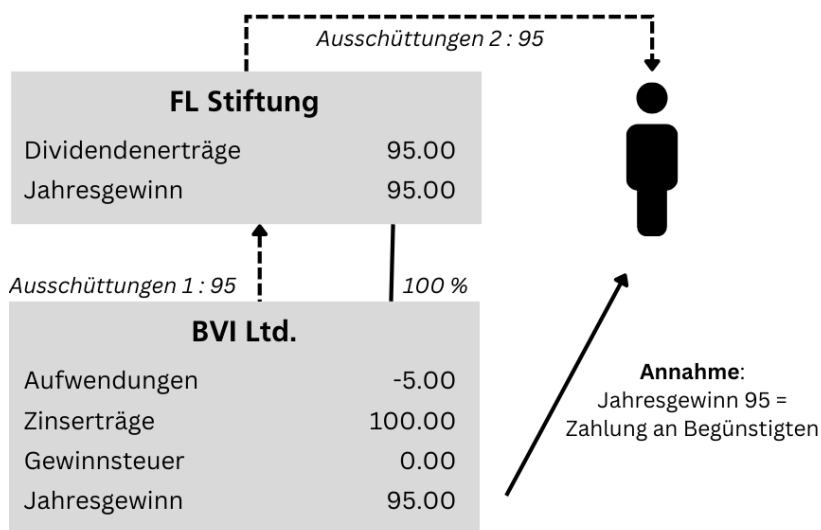 Ausschüttungen 2 : 95
FL Stiftung
Dividendenerträge 95.00
Jahresgewinn 95.00
Ausschüttungen 1 : 95 100 %
BVI Ltd.
Aufwendungen -5.00
Zinserträge 100.00
Gewinnsteuer 0.00
Jahresgewinn 95.00
Annahme:
Jahresgewinn 95 =
Zahlung an Begünstigten